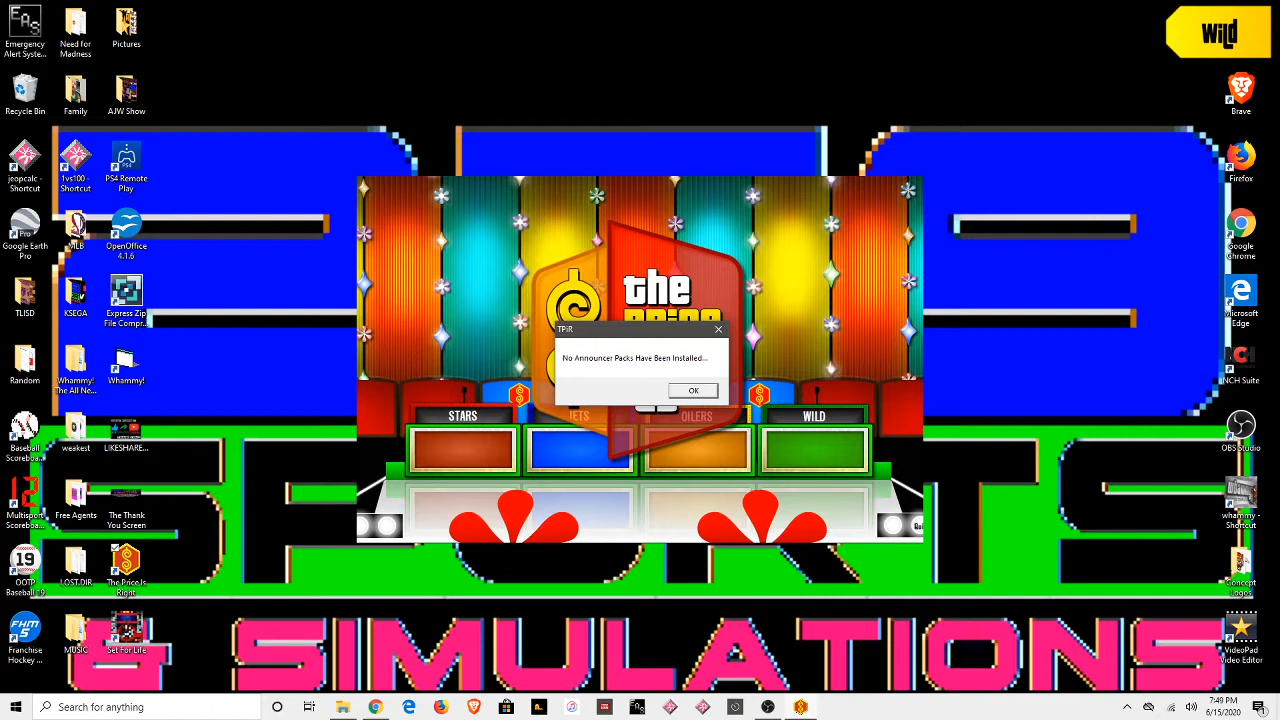 Emergency
Alert Syste...
Need for
Madness
Pictures
WILD
Recycle Bin
Family
AJW Show
Brave
jeopcalc -
Shortcut
1vs100 -
Shortcut
PS4 Remote
Play
Firefox
Google Earth
Pro
MLB
OpenOffice
4.1.6
Google
Chrome
TLISD
KSEGA
Express Zip
File Compr...
Microsoft
Edge
the
TPiR
No Announcer Packs Have Been Installed...
OK
Random
Whammy!
The All Ne...
Whammy!
NCH Suite
STARS
JETS
OILERS
WILD
Baseball
Scoreboa...
weakest
LIKESHARE...
OBS Studio
12
Multisport
Scoreboa...
Free Agents
The Thank
You Screen
whammy -
Shortcut
19
OOTP
Baseball 19
LOST.DIR
The Price Is
Right
Concept
Logos
FHM
5
Franchise
Hockey ...
MUSIC
Set For Life
VideoPad
Video Editor
SPORTS
& SIMULATIONS
Search for anything
7:49 PM
6/15/2020